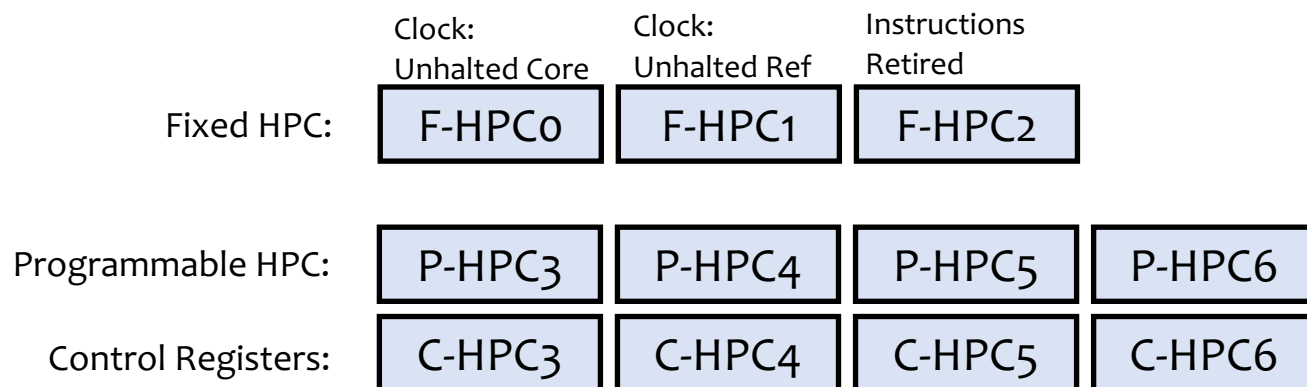 Clock:
Unhalted Core
Clock:
Unhalted Ref
Instructions
Retired
Fixed HPC: F-HPC0 F-HPC1 F-HPC2
Programmable HPC: P-HPC3 P-HPC4 P-HPC5 P-HPC6
Control Registers: C-HPC3 C-HPC4 C-HPC5 C-HPC6